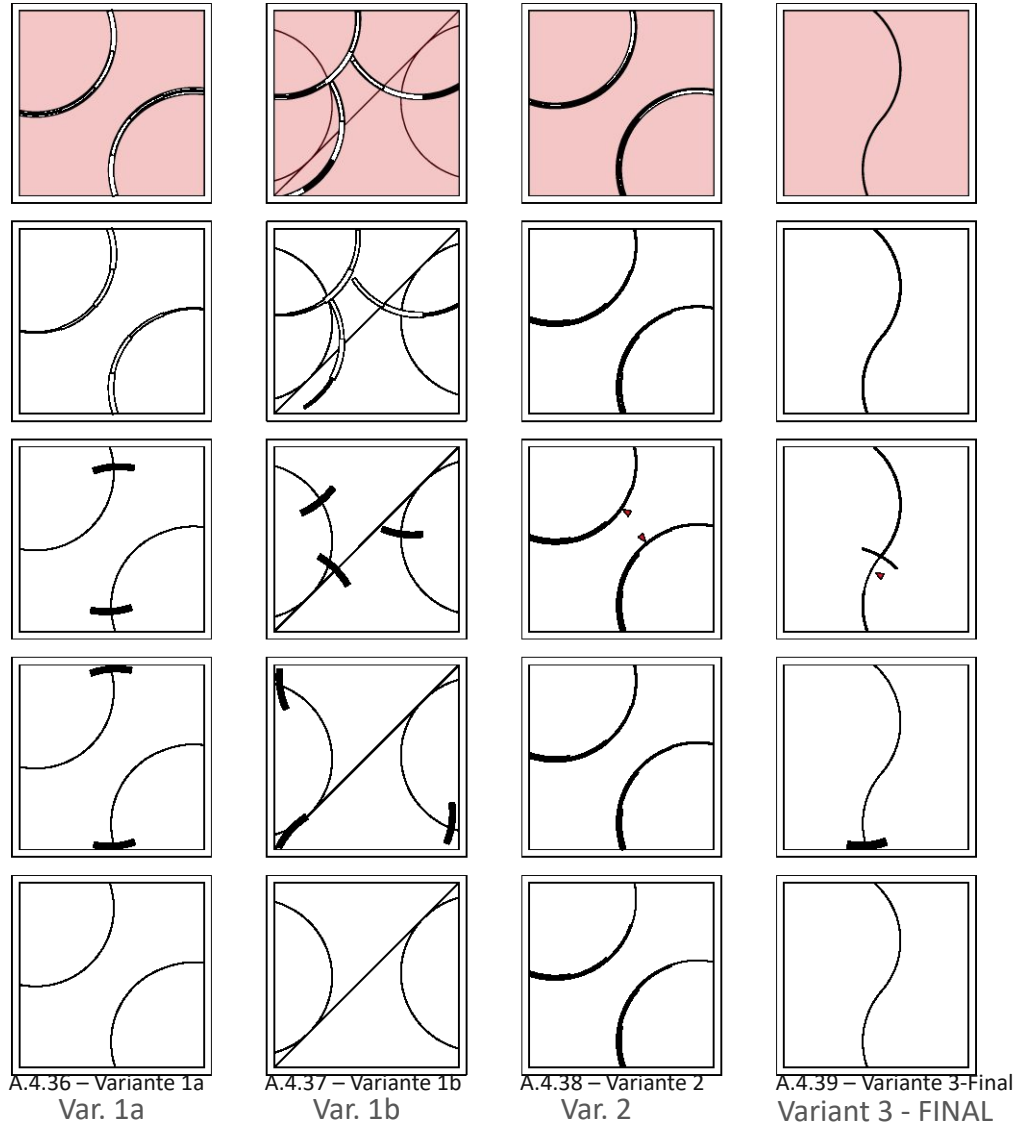 A.4.36 – Variante 1a
A.4.37 – Variante 1b
A.4.38 – Variante 2
A.4.39 – Variante 3-Final
Var. 1a
Var. 1b
Var. 2
Variant 3 - FINAL